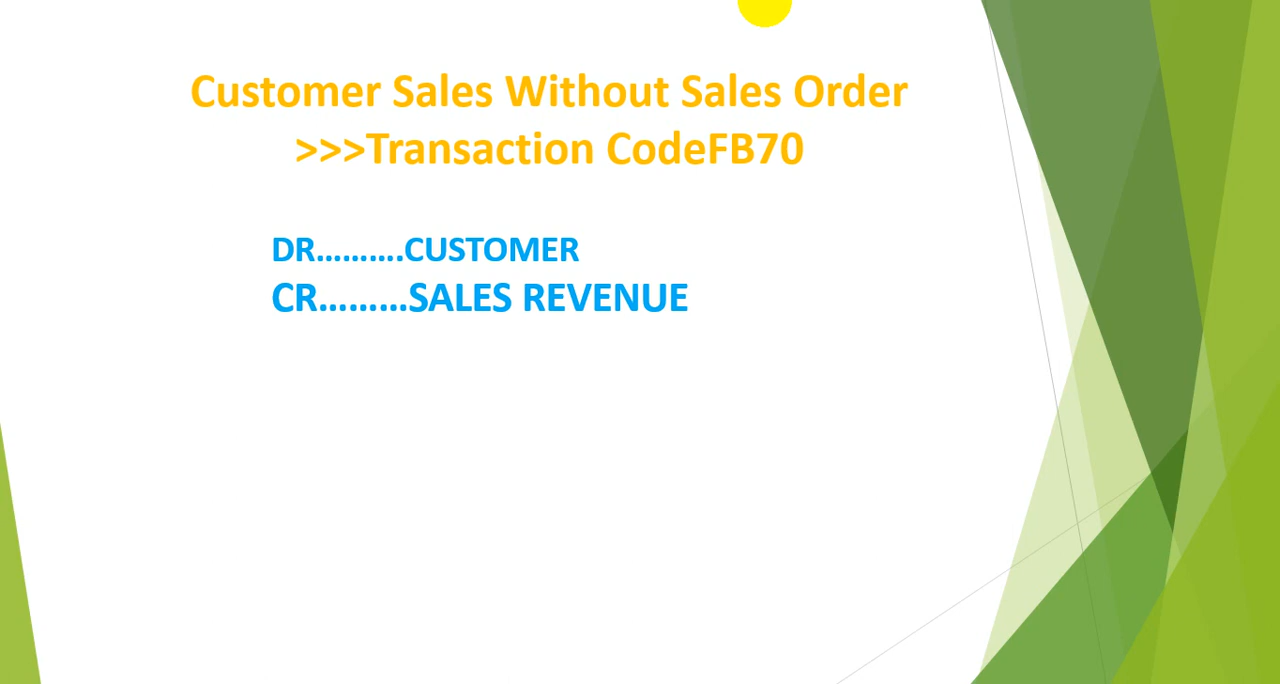 Customer Sales Without Sales Order
>>>Transaction CodeFB70
DR……….CUSTOMER
CR………SALES REVENUE